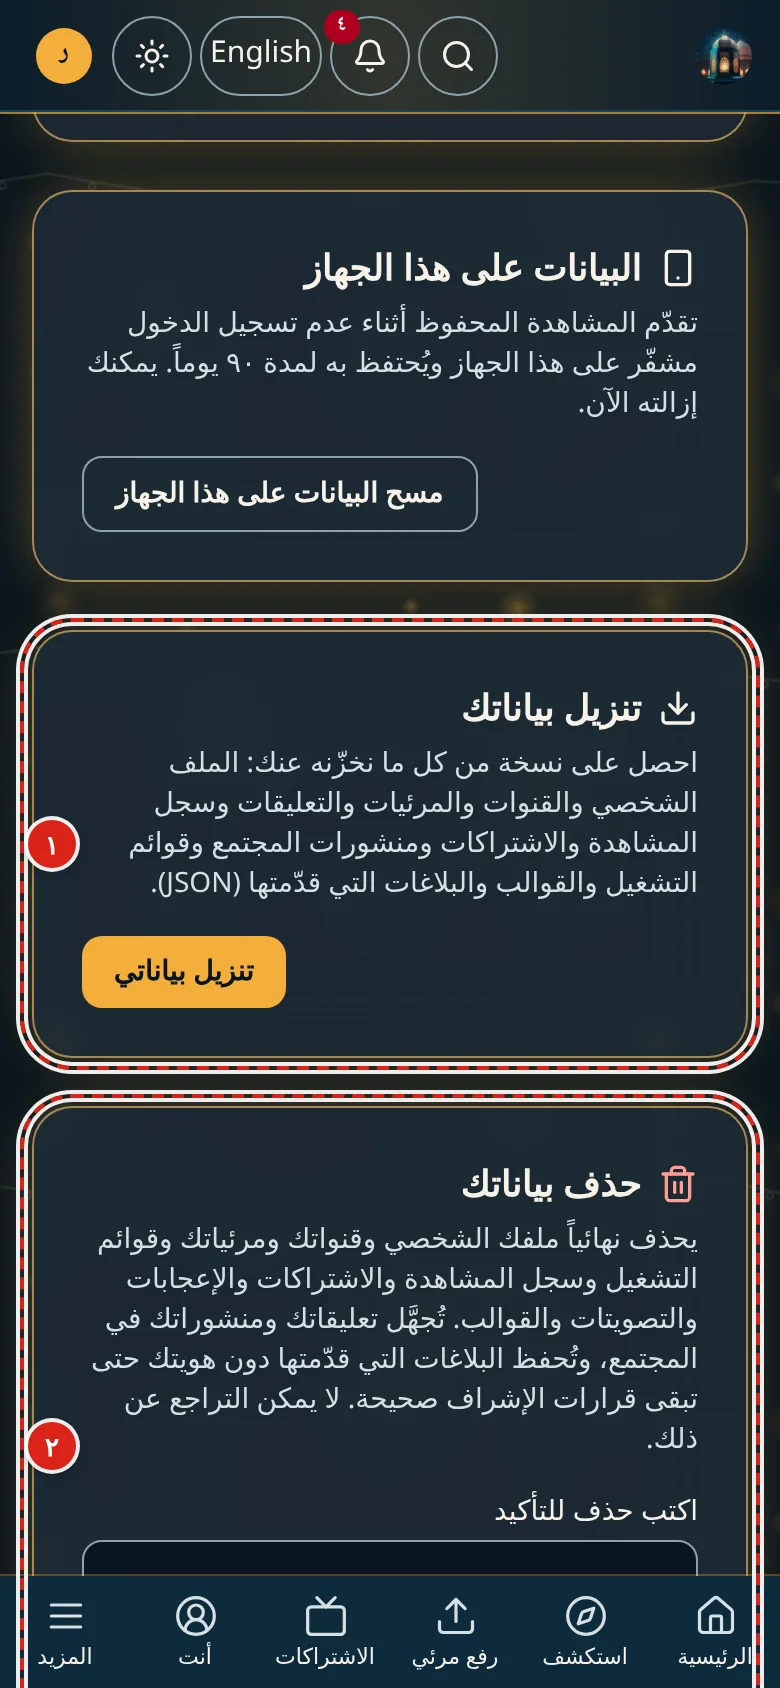 ٤
English
ر
البيانات على هذا الجهاز
تقدّم المشاهدة المحفوظ أثناء عدم تسجيل الدخول
مشفّر على هذا الجهاز ويُحتفظ به لمدة ٩٠ يوماً. يمكنك
إزالته الآن.
مسح البيانات على هذا الجهاز
تنزيل بياناتك
احصل على نسخة من كل ما نخزّنه عنك: الملف
الشخصي والقنوات والمرئيات والتعليقات وسجل
المشاهدة والاشتراكات ومنشورات المجتمع وقوائم
التشغيل والقوالب والبلاغات التي قدّمتها (JSON).
١
تنزيل بياناتي
حذف بياناتك
يحذف نهائياً ملفك الشخصي وقنواتك ومرئياتك وقوائم
التشغيل وسجل المشاهدة والاشتراكات والإعجابات
والتصويتات والقوالب. تُجهَّل تعليقاتك ومنشوراتك في
المجتمع، وتُحفظ البلاغات التي قدّمتها دون هويتك حتى
تبقى قرارات الإشراف صحيحة. لا يمكن التراجع عن
ذلك.
٢
اكتب حذف للتأكيد
الرئيسية
استكشف
رفع مرئي
الاشتراكات
أنت
المزيد